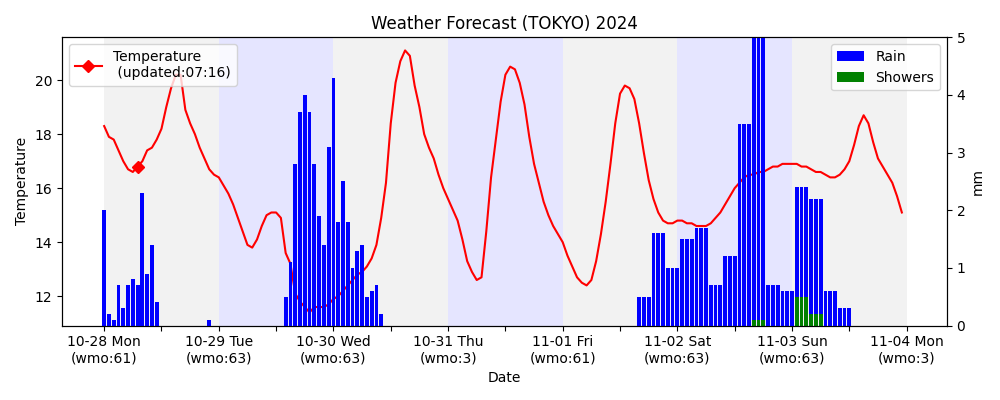 Weather Forecast (TOKYO) 2024
Temperature
(updated:07:16)
Rain
Showers
Temperature
20
18
16
14
12
5
4
3
2
1
0
mm
10-28 Mon
(wmo:61)
10-29 Tue
(wmo:63)
10-30 Wed
(wmo:63)
10-31 Thu
(wmo:3)
11-01 Fri
(wmo:61)
11-02 Sat
(wmo:63)
11-03 Sun
(wmo:63)
11-04 Mon
(wmo:3)
Date